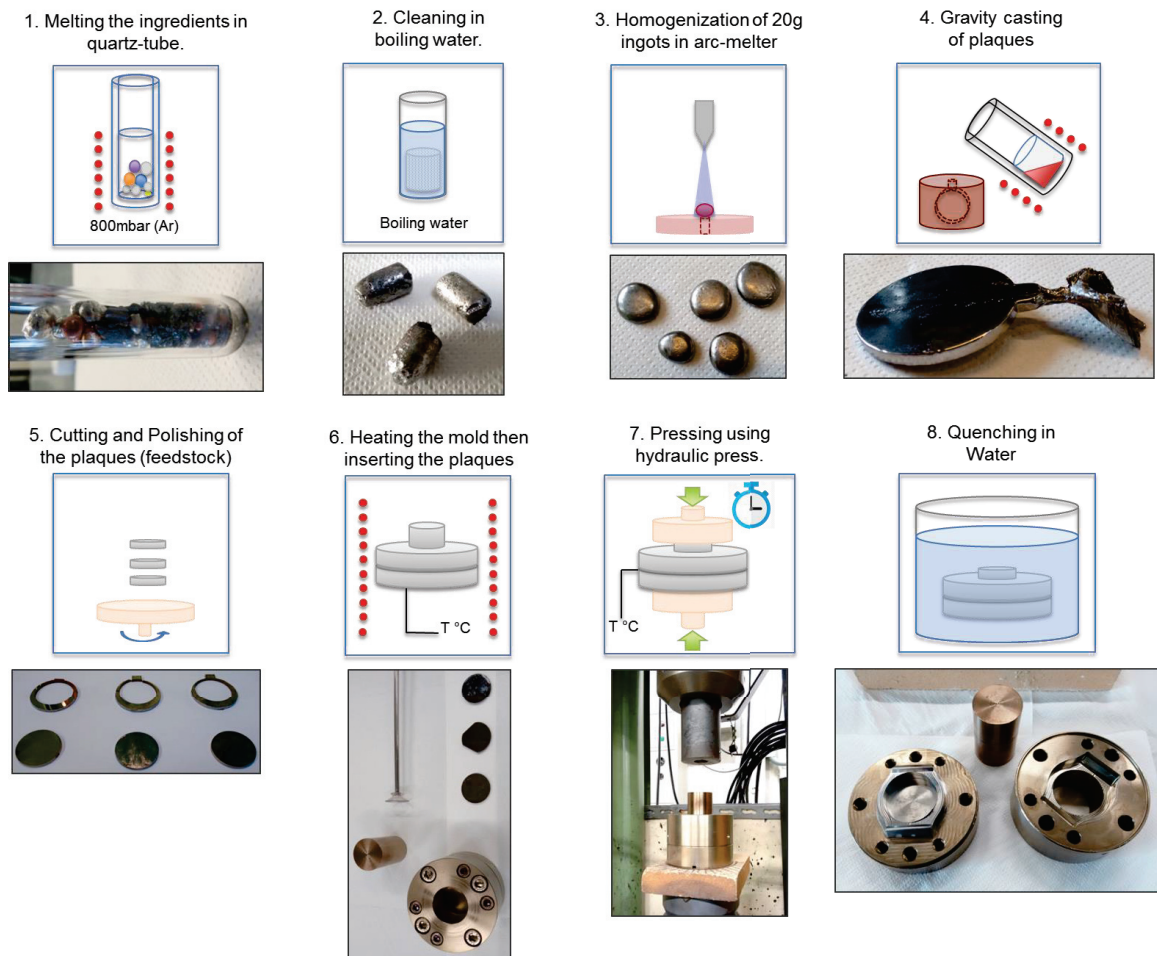 1. Melting the ingredients in
quartz-tube.
800mbar (Ar)
2. Cleaning in
boiling water.
Boiling water
3. Homogenization of 20g
ingots in arc-melter
4. Gravity casting
of plaques
5. Cutting and Polishing of
the plaques (feedstock)
6. Heating the mold then
inserting the plaques
T °C
7. Pressing using
hydraulic press.
T °C
8. Quenching in
Water